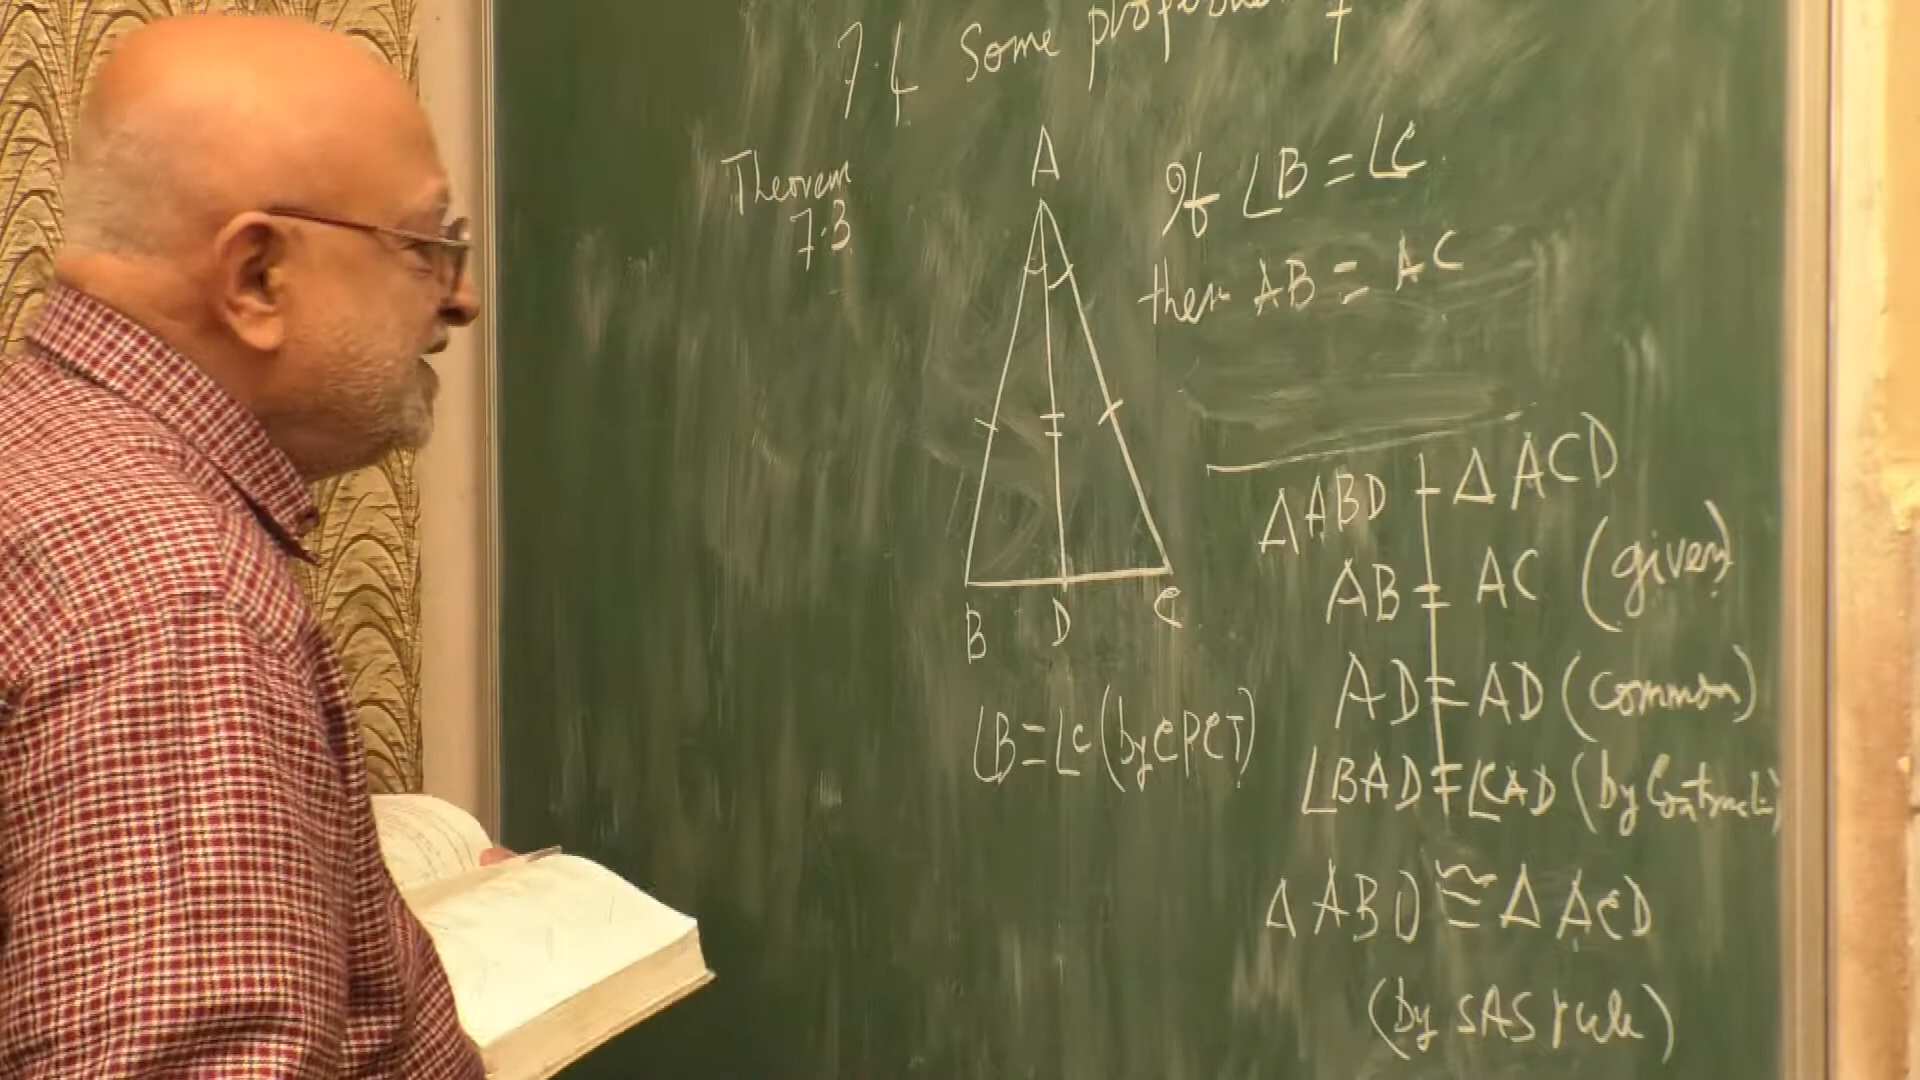 7.4 Some
Theorem
7.3
A
If ∠B = ∠C
then AB = AC
B D C
∠B = ∠C (by CPCT)
ΔABD ΔACD
AB = AC (given)
AD = AD (common)
∠BAD = ∠CAD (by
ΔABD ≅ ΔACD
(by SAS rule)